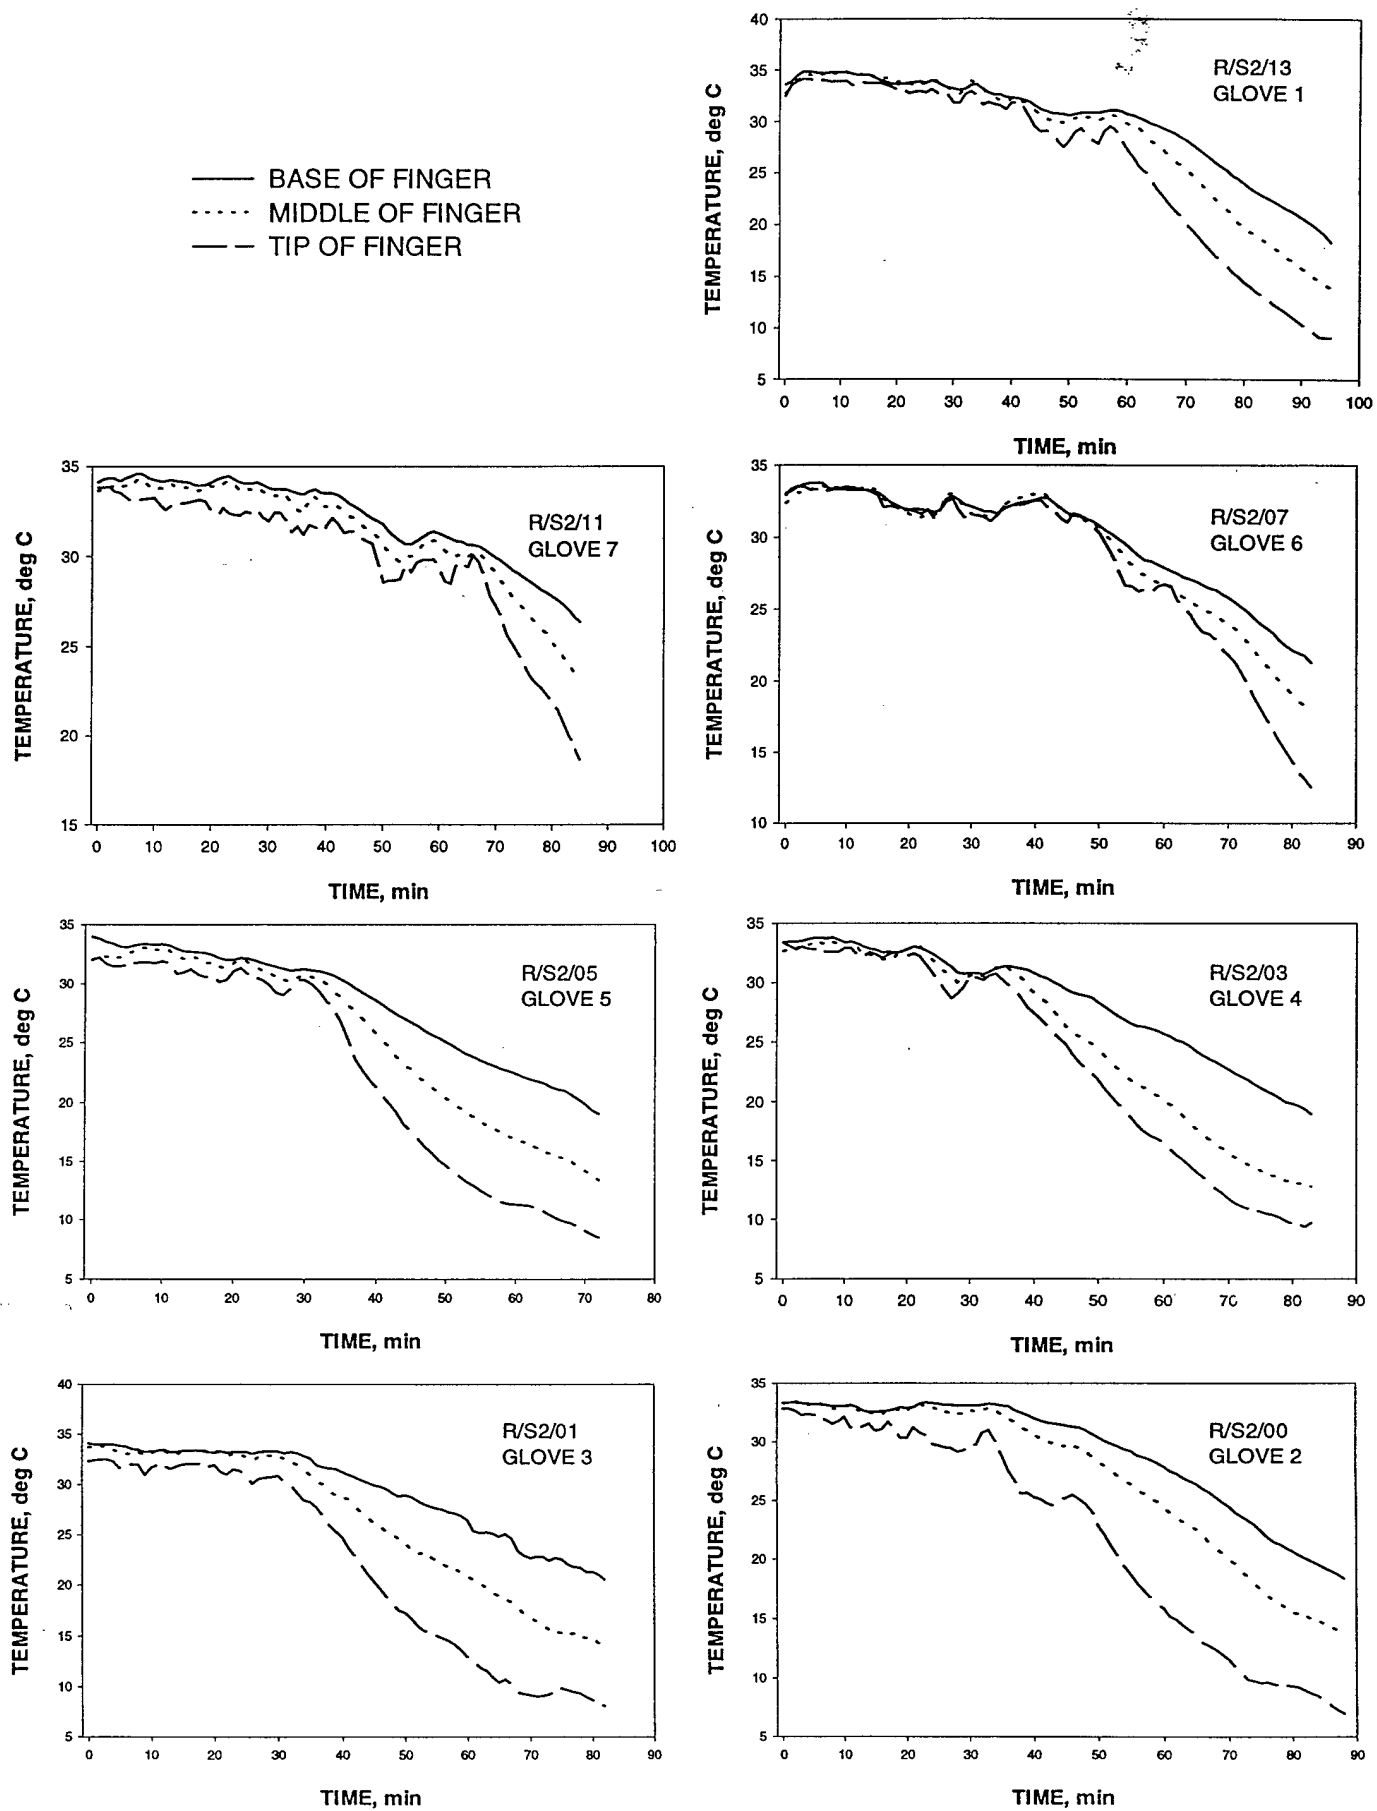 BASE OF FINGER
MIDDLE OF FINGER
TIP OF FINGER
R/S2/13
GLOVE 1
TEMPERATURE, deg C
40
35
30
25
20
15
10
5
0 10 20 30 40 50 60 70 80 90 100
TIME, min
R/S2/11
GLOVE 7
TEMPERATURE, deg C
35
30
25
20
15
0 10 20 30 40 50 60 70 80 90 100
TIME, min
R/S2/07
GLOVE 6
TEMPERATURE, deg C
35
30
25
20
15
10
0 10 20 30 40 50 60 70 80 90
TIME, min
R/S2/05
GLOVE 5
TEMPERATURE, deg C
35
30
25
20
15
10
5
0 10 20 30 40 50 60 70 80
TIME, min
R/S2/03
GLOVE 4
TEMPERATURE, deg C
35
30
25
20
15
10
5
0 10 20 30 40 50 60 70 80 90
TIME, min
R/S2/01
GLOVE 3
TEMPERATURE, deg C
40
35
30
25
20
15
10
5
0 10 20 30 40 50 60 70 80 90
TIME, min
R/S2/00
GLOVE 2
TEMPERATURE, deg C
35
30
25
20
15
10
5
0 10 20 30 40 50 60 70 80 90
TIME, min